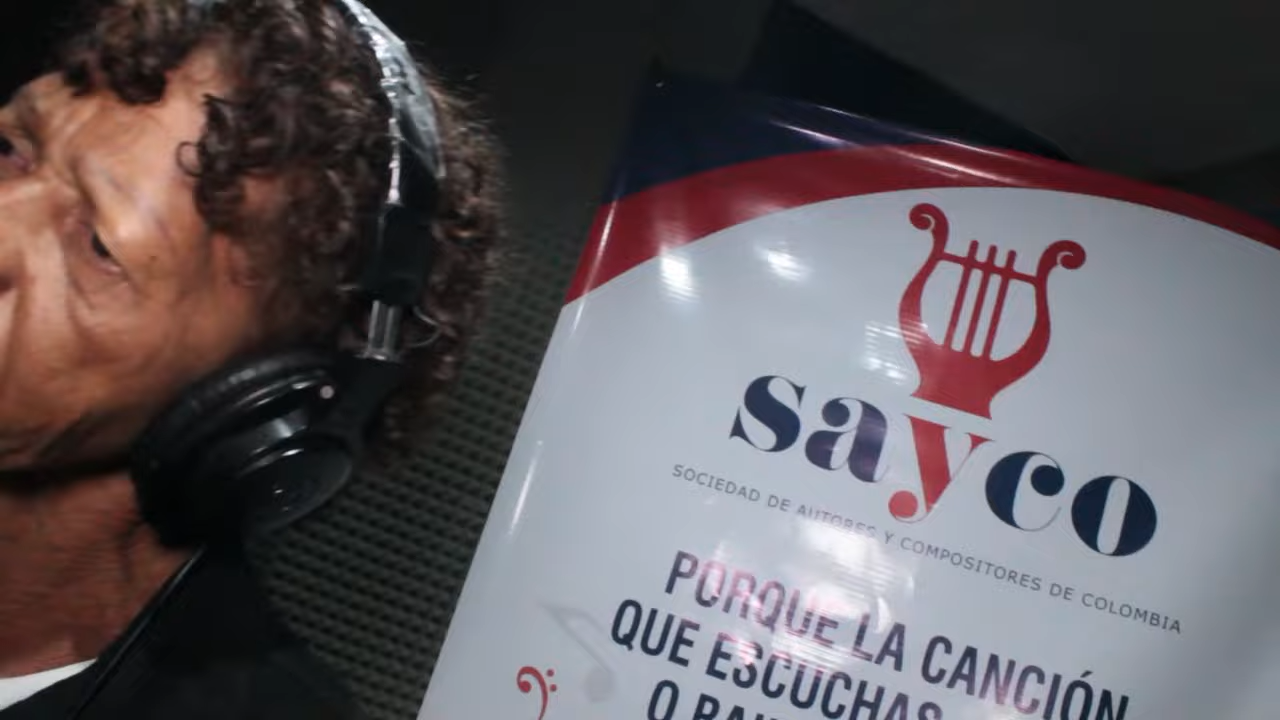 sayco
SOCIEDAD DE AUTORES Y COMPOSITORES DE COLOMBIA
PORQUE LA CANCIÓN
QUE ESCUCHAS
O